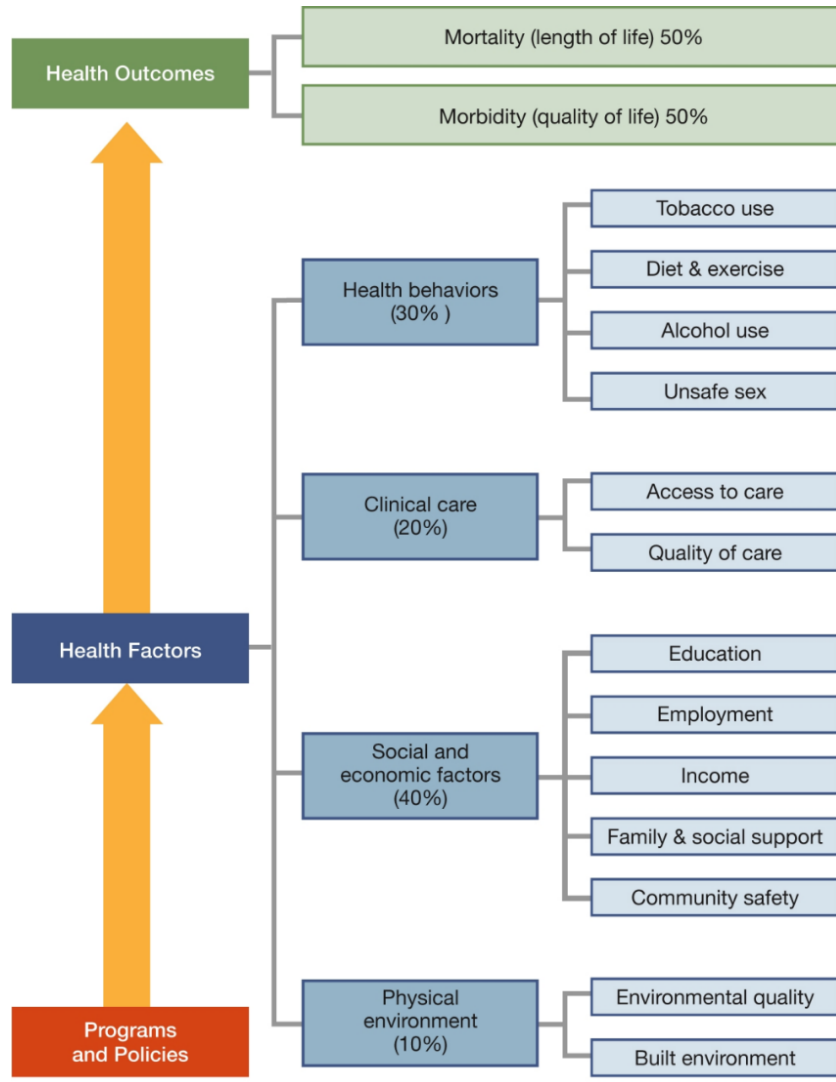 Health Outcomes
Mortality (length of life) 50%
Morbidity (quality of life) 50%
Health Factors
Health behaviors
(30% )
Tobacco use
Diet & exercise
Alcohol use
Unsafe sex
Clinical care
(20%)
Access to care
Quality of care
Social and
economic factors
(40%)
Education
Employment
Income
Family & social support
Community safety
Physical
environment
(10%)
Environmental quality
Built environment
Programs
and Policies